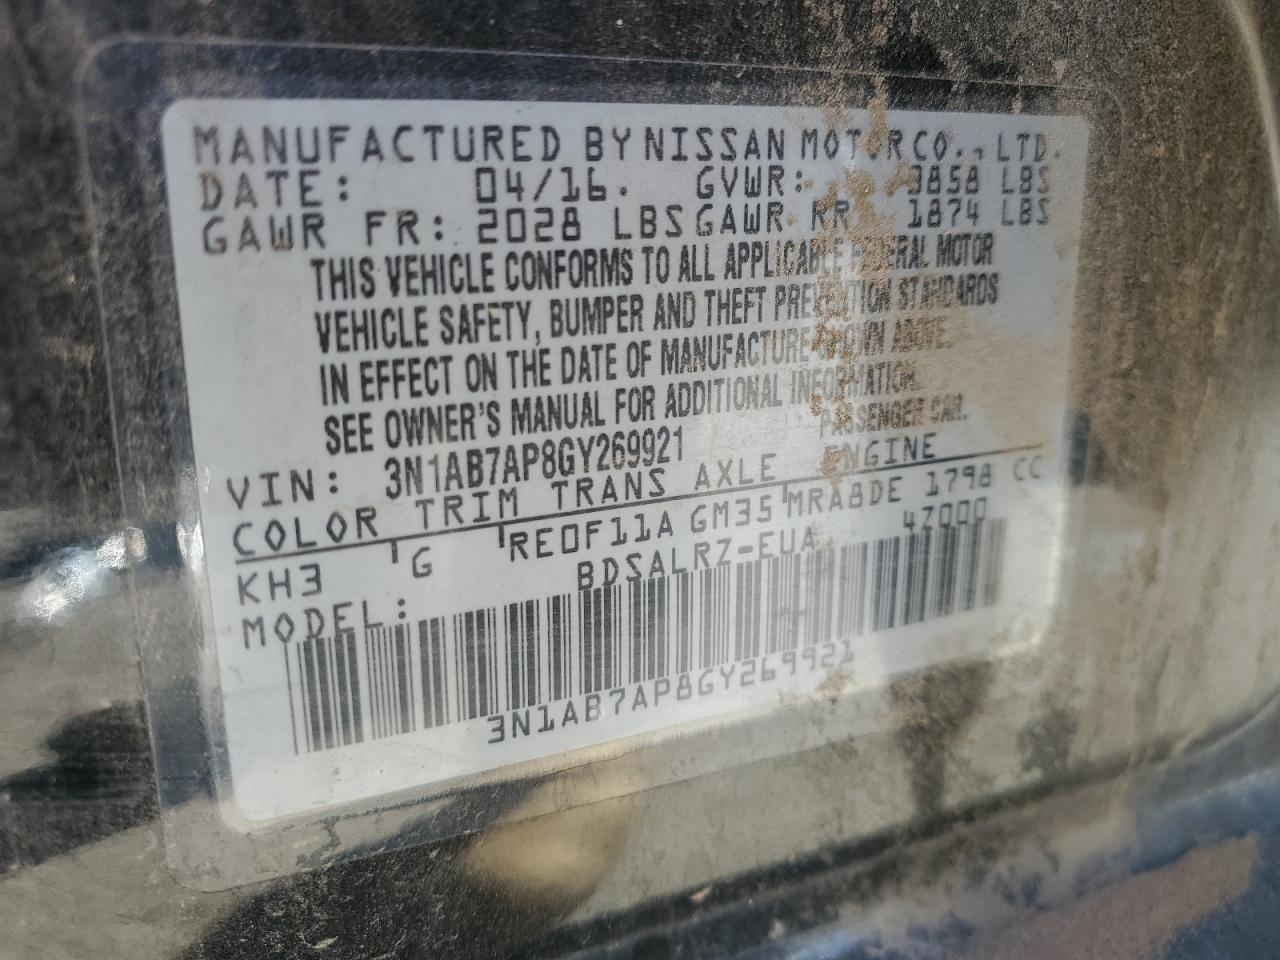 MANUFACTURED BY NISSAN MOTOR CO., LTD.
DATE: 04/16. GVWR: 3858 LBS
GAWR FR: 2028 LBS GAWR RR 1874 LBS
THIS VEHICLE CONFORMS TO ALL APPLICABLE FEDERAL MOTOR
VEHICLE SAFETY, BUMPER AND THEFT PREVENTION STANDARDS
IN EFFECT ON THE DATE OF MANUFACTURE SHOWN ABOVE.
SEE OWNER'S MANUAL FOR ADDITIONAL INFORMATION.
PASSENGER CAR.
VIN: 3N1AB7AP8GY269921
COLOR TRIM TRANS AXLE ENGINE
KH3 G RE0F11A GM35 MRA8DE 1798 CC
MODEL: BDSALRZ-EUA 47000
3N1AB7AP8GY269921